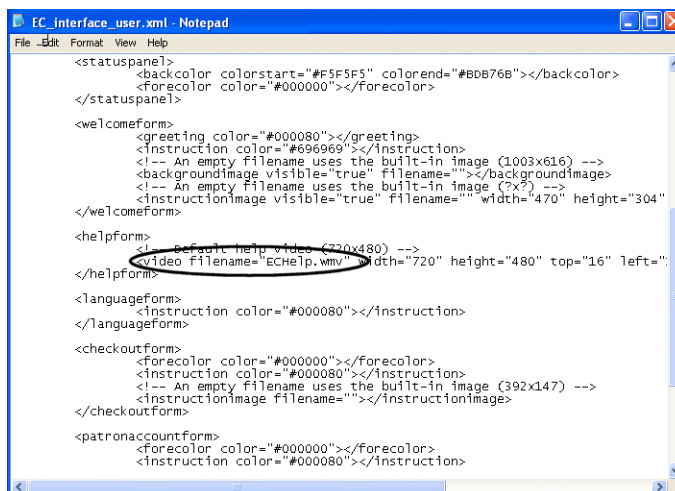 EC_interface_user.xml - Notepad
File Edit Format View Help
<statuspanel>
<backcolor colorstart="#F5F5F5" colorend="#BDB76B"></backcolor>
<forecolor color="#000000"></forecolor>
</statuspanel>
<welcomeform>
<greeting color="#000080"></greeting>
<instruction color="#696969"></instruction>
<!-- An empty filename uses the built-in image (1003x616) -->
<backgroundimage visible="true" filename=""></backgroundimage>
<!-- An empty filename uses the built-in image (?x?) -->
<instructionimage visible="true" filename="" width="470" height="304"
</welcomeform>
<helpform>
<!-- Default help video (720x480) -->
<video filename="ECHelp.wmv" width="720" height="480" top="16" left="
</helpform>
<languageform>
<instruction color="#000080"></instruction>
</languageform>
<checkoutform>
<forecolor color="#000000"></forecolor>
<instruction color="#000080"></instruction>
<!-- An empty filename uses the built-in image (392x147) -->
<instructionimage filename=""></instructionimage>
</checkoutform>
<patronaccountform>
<forecolor color="#000000"></forecolor>
<instruction color="#000080"></instruction>